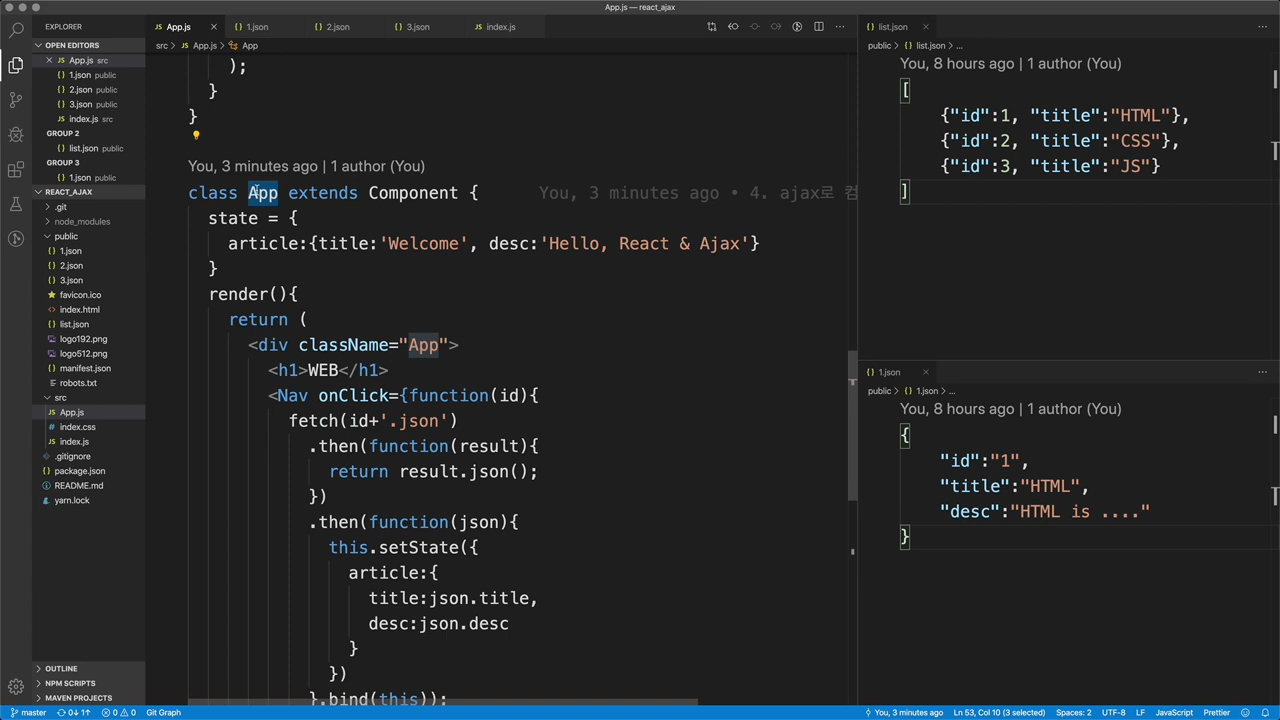 App.js — react_ajax
EXPLORER
OPEN EDITORS
App.js src
1.json public
2.json public
3.json public
index.js src
GROUP 2
list.json public
GROUP 3
1.json public
REACT_AJAX
.git
node_modules
public
1.json
2.json
3.json
favicon.ico
index.html
list.json
logo192.png
logo512.png
manifest.json
robots.txt
src
App.js
index.css
index.js
.gitignore
package.json
README.md
yarn.lock
OUTLINE
NPM SCRIPTS
MAVEN PROJECTS
App.js 1.json 2.json 3.json index.js
src > App.js > App
);
}
}
You, 3 minutes ago | 1 author (You)
class App extends Component { You, 3 minutes ago • 4. ajax로 컴
state = {
article:{title:'Welcome', desc:'Hello, React & Ajax'}
}
render(){
return (
<div className="App">
<h1>WEB</h1>
<Nav onClick={function(id){
fetch(id+'.json')
.then(function(result){
return result.json();
})
.then(function(json){
this.setState({
article:{
title:json.title,
desc:json.desc
}
})
}.bind(this));
list.json
public > list.json > ...
You, 8 hours ago | 1 author (You)
[
{"id":1, "title":"HTML"},
{"id":2, "title":"CSS"},
{"id":3, "title":"JS"}
]
1.json
public > 1.json > ...
You, 8 hours ago | 1 author (You)
{
"id":"1",
"title":"HTML",
"desc":"HTML is ...."
}
master 0↓ 1↑ 0 0 Git Graph You, 3 minutes ago Ln 53, Col 10 (3 selected) Spaces: 2 UTF-8 LF JavaScript Prettier